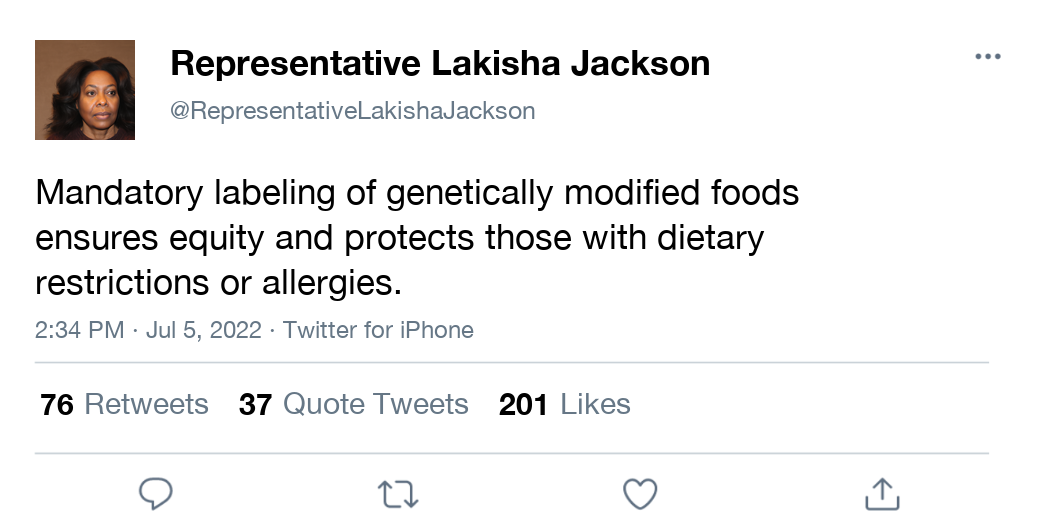 Representative Lakisha Jackson
@RepresentativeLakishaJackson
Mandatory labeling of genetically modified foods
ensures equity and protects those with dietary
restrictions or allergies.
2:34 PM · Jul 5, 2022 · Twitter for iPhone
76 Retweets 37 Quote Tweets 201 Likes